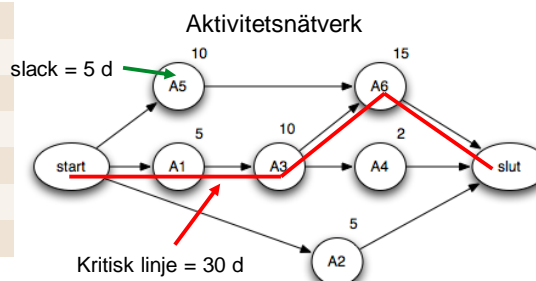 Aktivitetsnätverk
10
15
slack = 5 d
A5
A6
5
10
2
start
A1
A3
A4
slut
5
A2
Kritisk linje = 30 d